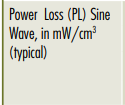 Power Loss (PL) Sine
Wave, in mW/cm³
(typical)